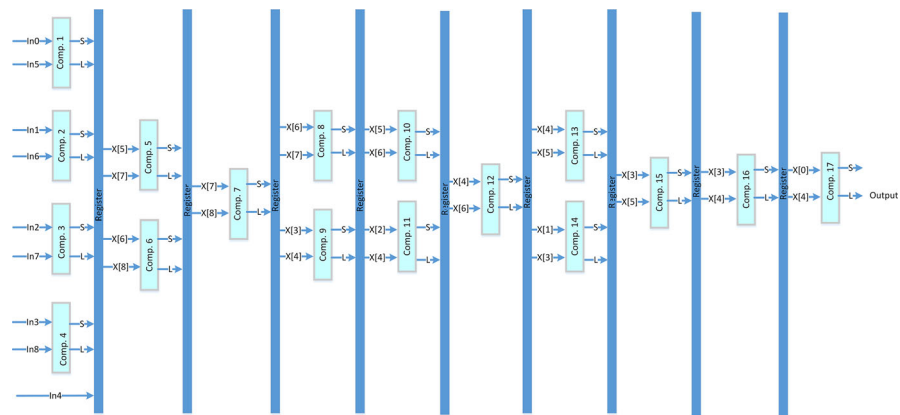 In0
Comp. 1
S
In5
L
In1
Comp. 2
S
In6
L
In2
Comp. 3
S
In7
L
In3
Comp. 4
S
In8
L
In4
Register
X[5]
Comp. 5
S
X[7]
L
X[6]
Comp. 6
S
X[8]
L
Register
X[7]
Comp. 7
S
X[8]
L
Register
X[6]
Comp. 8
S
X[7]
L
X[3]
Comp. 9
S
X[4]
L
Register
X[5]
Comp. 10
S
X[6]
L
X[2]
Comp. 11
S
X[4]
L
Register
X[4]
Comp. 12
S
X[6]
L
Register
X[4]
Comp. 13
S
X[5]
L
X[1]
Comp. 14
S
X[3]
L
Register
X[3]
Comp. 15
S
X[5]
L
Register
X[3]
Comp. 16
S
X[4]
L
Register
X[0]
Comp. 17
S
X[4]
L
Output